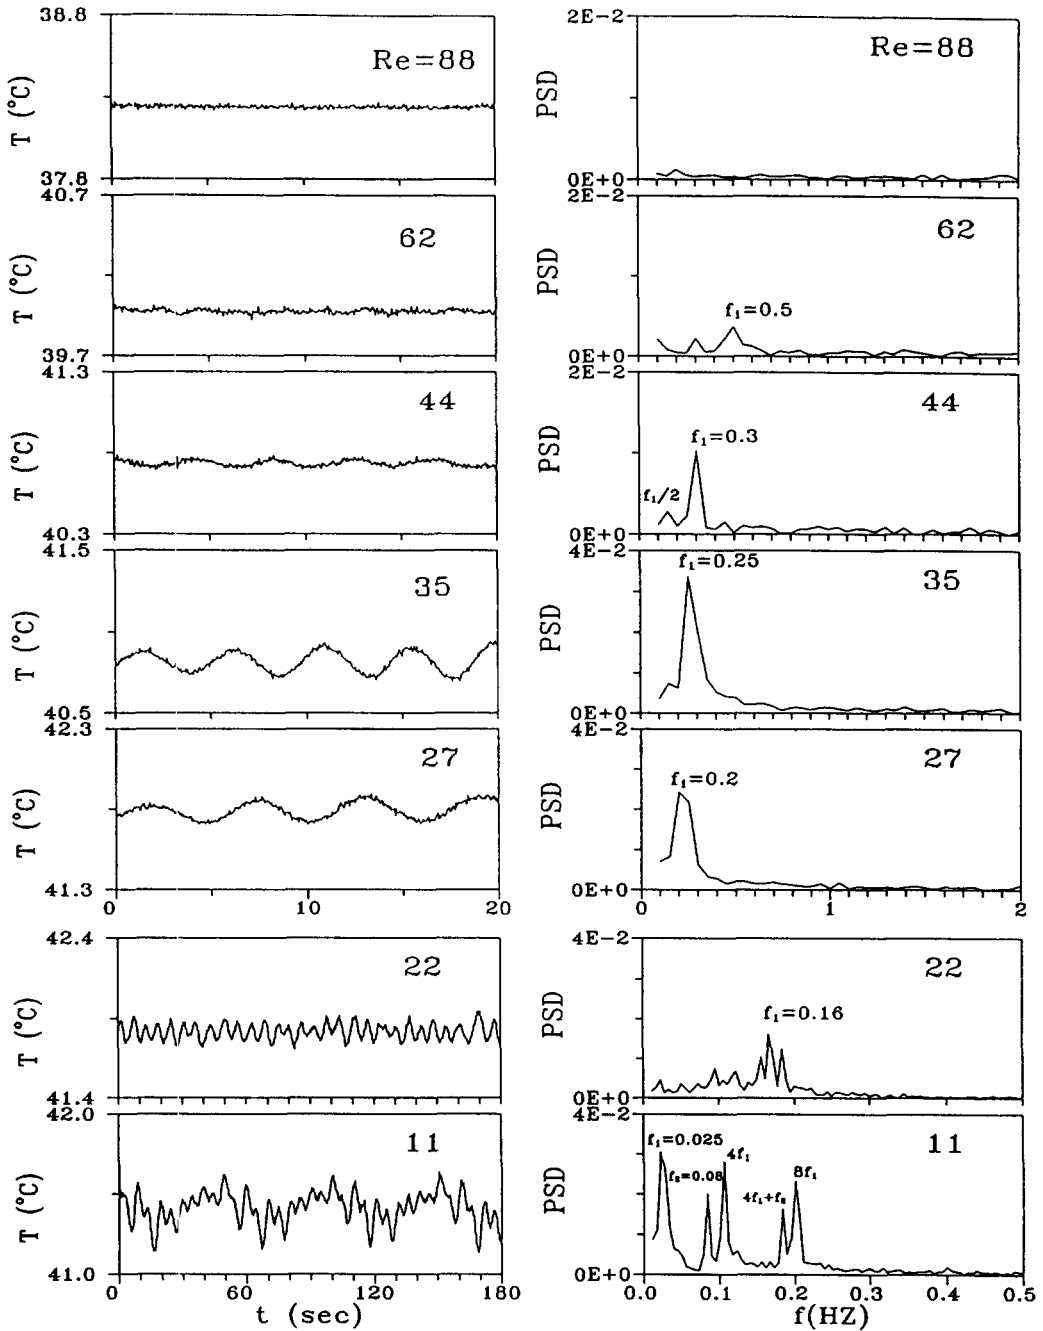 38.8
T (°C)
Re=88
37.8
2E-2
PSD
Re=88
0E+0
40.7
T (°C)
62
39.7
2E-2
PSD
62
f₁=0.5
0E+0
41.3
T (°C)
44
40.3
2E-2
PSD
44
f₁=0.3
f₁/2
0E+0
41.5
T (°C)
35
40.5
4E-2
PSD
f₁=0.25
35
0E+0
42.3
T (°C)
27
41.3
0 10 20
4E-2
PSD
f₁=0.2
27
0E+0
0 1 2
42.4
T (°C)
22
41.4
4E-2
PSD
22
f₁=0.16
0E+0
42.0
T (°C)
11
41.0
0 60 120 180
t (sec)
4E-2
PSD
f₁=0.025
11
4f₁
f₂=0.08
8f₁
4f₁+f₂
0E+0
0.0 0.1 0.2 0.3 0.4 0.5
f(HZ)